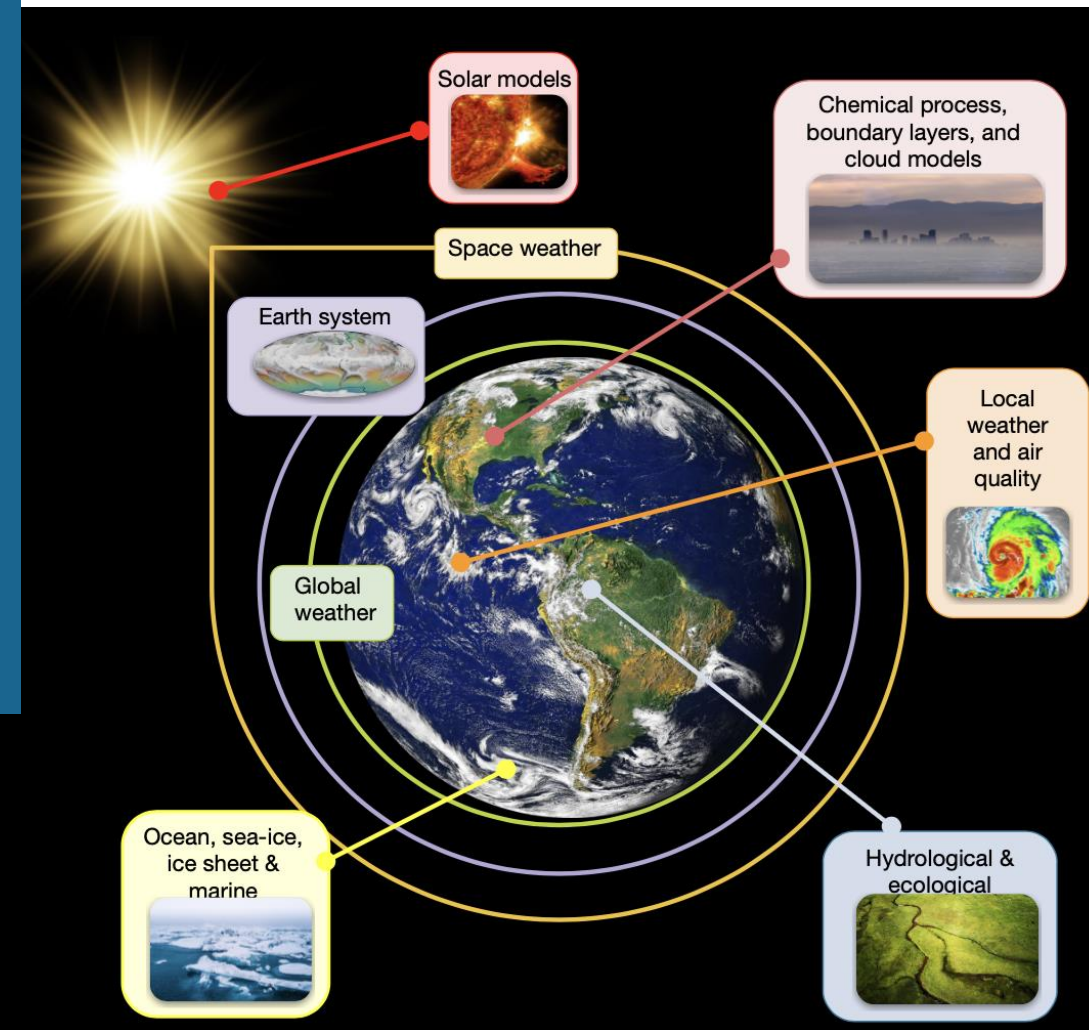 Solar models
Chemical process,
boundary layers, and
cloud models
Space weather
Earth system
Local
weather
and air
quality
Global
weather
Ocean, sea-ice,
ice sheet &
marine
Hydrological &
ecological